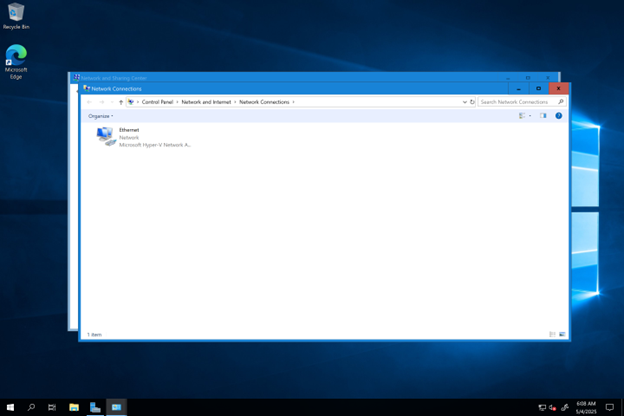 Recycle Bin
Microsoft
Edge
Network and Sharing Center
Network Connections
Control Panel › Network and Internet › Network Connections ›
Search Network Connections
Organize
Ethernet
Network
Microsoft Hyper-V Network A...
1 item
6:08 AM
5/4/2025